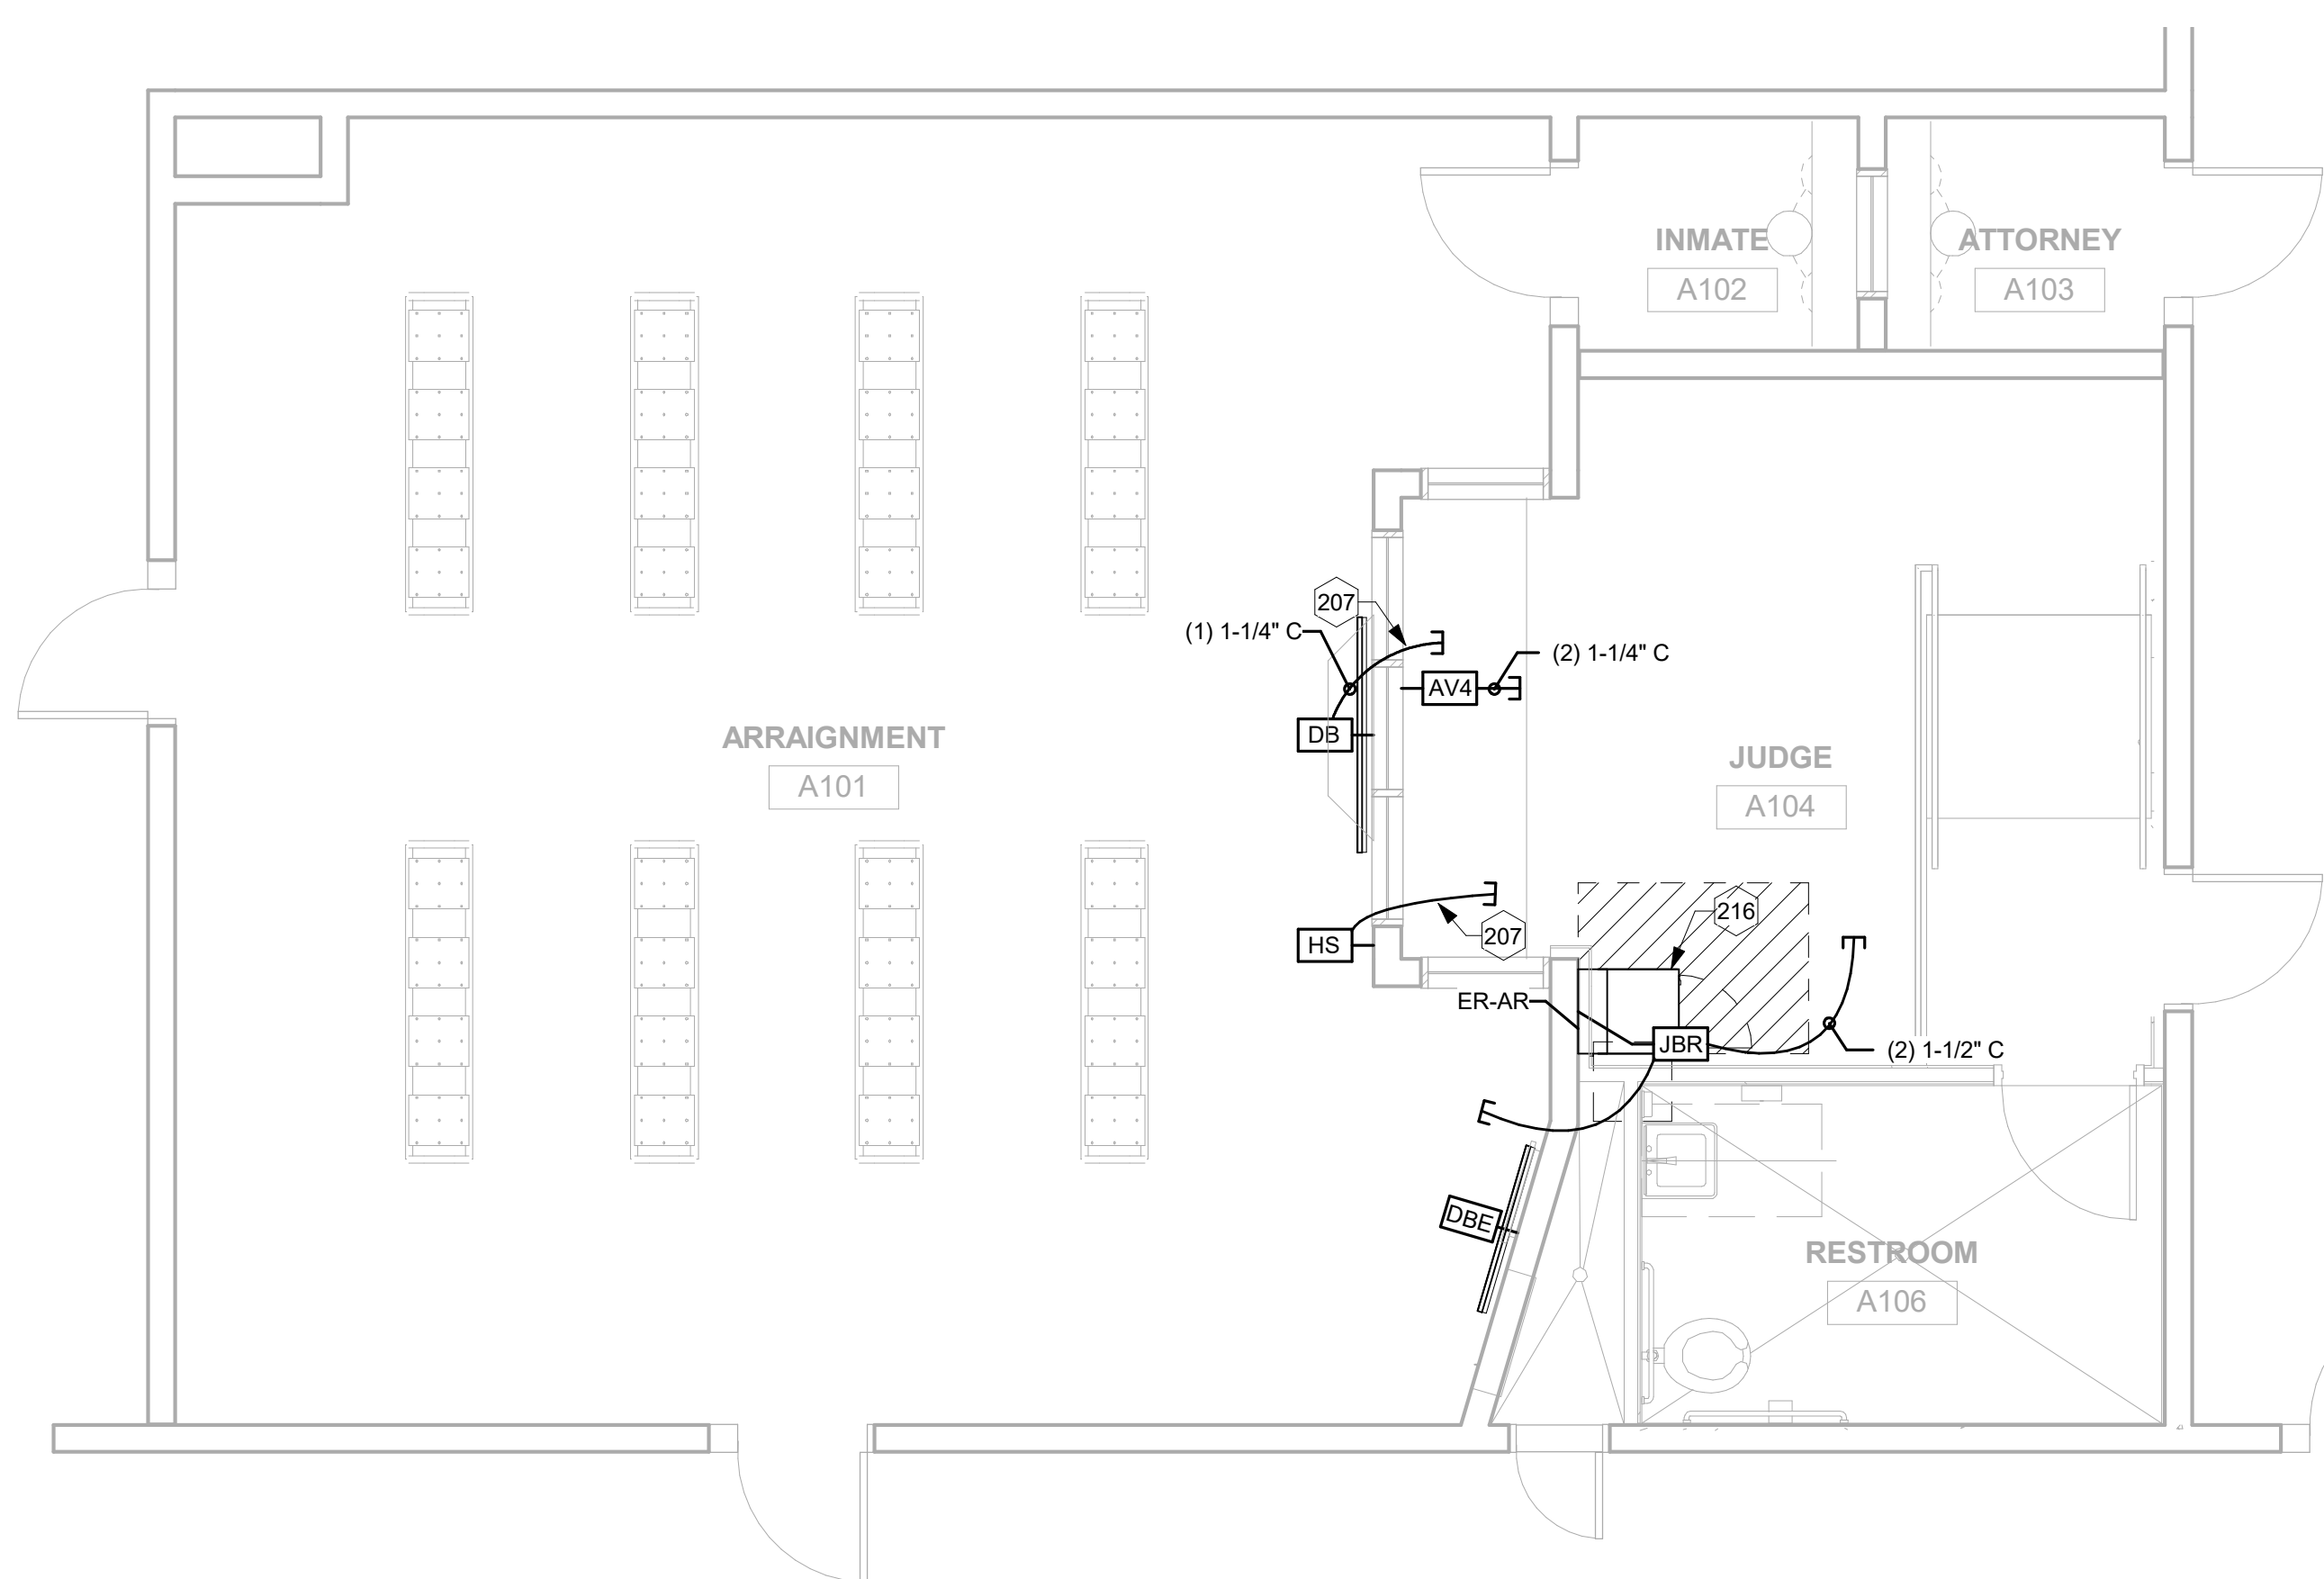 INMATE
A102
ATTORNEY
A103
207
(1) 1-1/4" C
(2) 1-1/4" C
AV4
DB
ARRAIGNMENT
A101
JUDGE
A104
216
207
HS
ER-AR
JBR
(2) 1-1/2" C
DBE
RESTROOM
A106